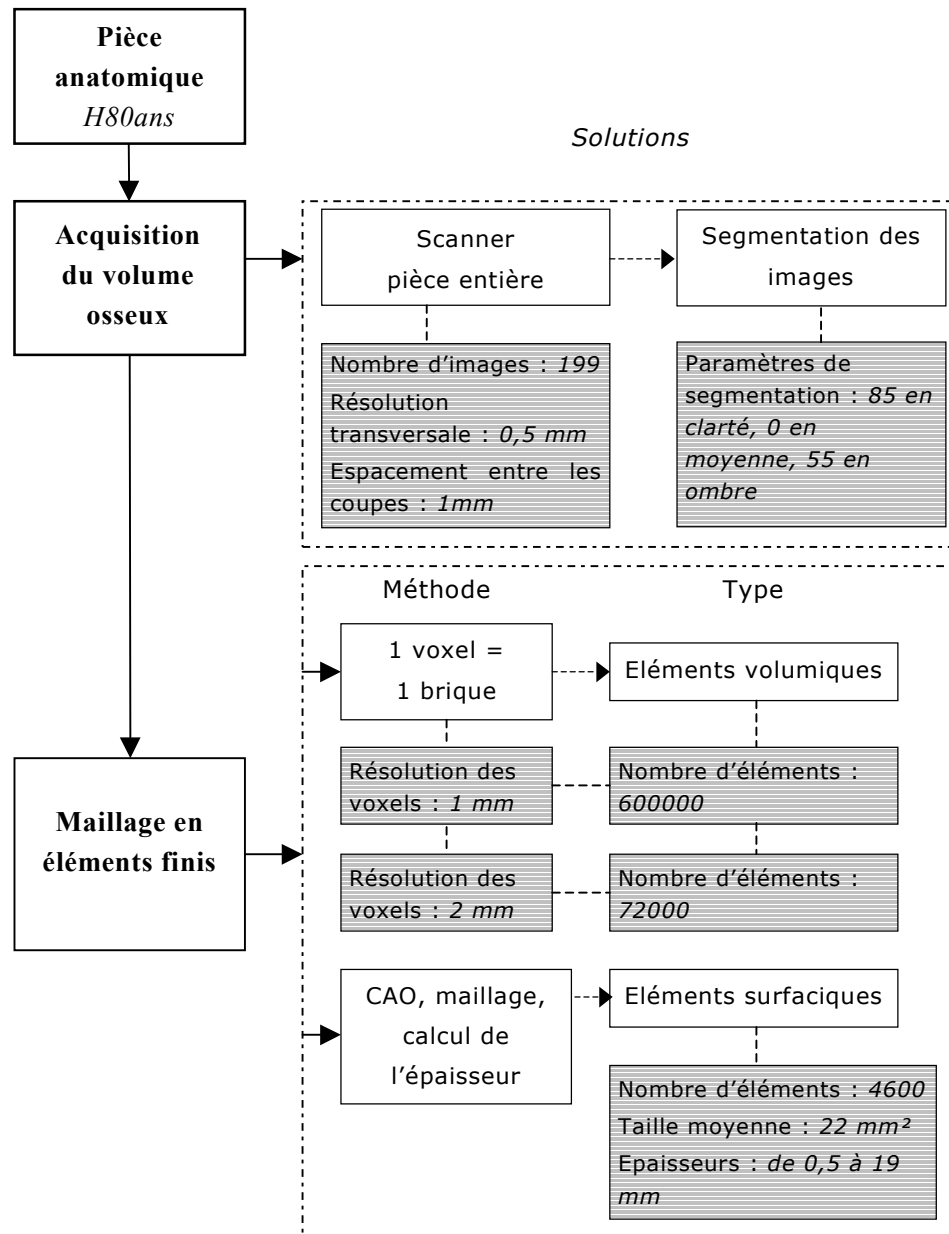 Pièce
anatomique
H80ans
Solutions
Acquisition
du volume
osseux
Scanner
pièce entière
Segmentation des
images
Nombre d'images : 199
Résolution
transversale : 0,5 mm
Espacement entre les
coupes : 1mm
Paramètres de
segmentation : 85 en
clarté, 0 en
moyenne, 55 en
ombre
Maillage en
éléments finis
Méthode
Type
1 voxel =
1 brique
Eléments volumiques
Résolution des
voxels : 1 mm
Nombre d'éléments :
600000
Résolution des
voxels : 2 mm
Nombre d'éléments :
72000
CAO, maillage,
calcul de
l'épaisseur
Eléments surfaciques
Nombre d'éléments : 4600
Taille moyenne : 22 mm²
Epaisseurs : de 0,5 à 19
mm